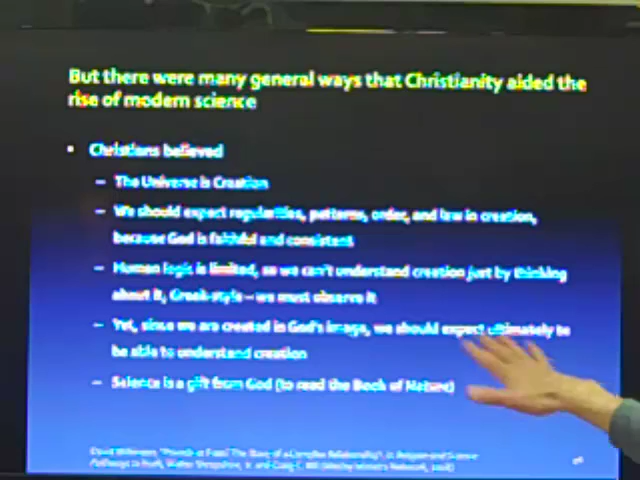 But there were many general ways that Christianity aided the
rise of modern science
• Christians believed
– The Universe is Creation
– We should expect regularities, patterns, order, and law in creation,
because God is faithful and consistent
– Human logic is limited, so we can't understand creation just by thinking
about it, Greek-style – we must observe it
– Yet, since we are created in God's image, we should expect ultimately to
be able to understand creation
– Science is a gift from God (to read the Book of Nature)